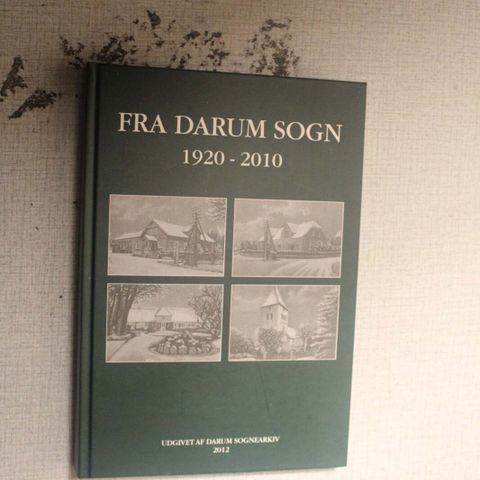 FRA DARUM SOGN
1920 - 2010
UDGIVET AF DARUM SOGNEARKIV
2012